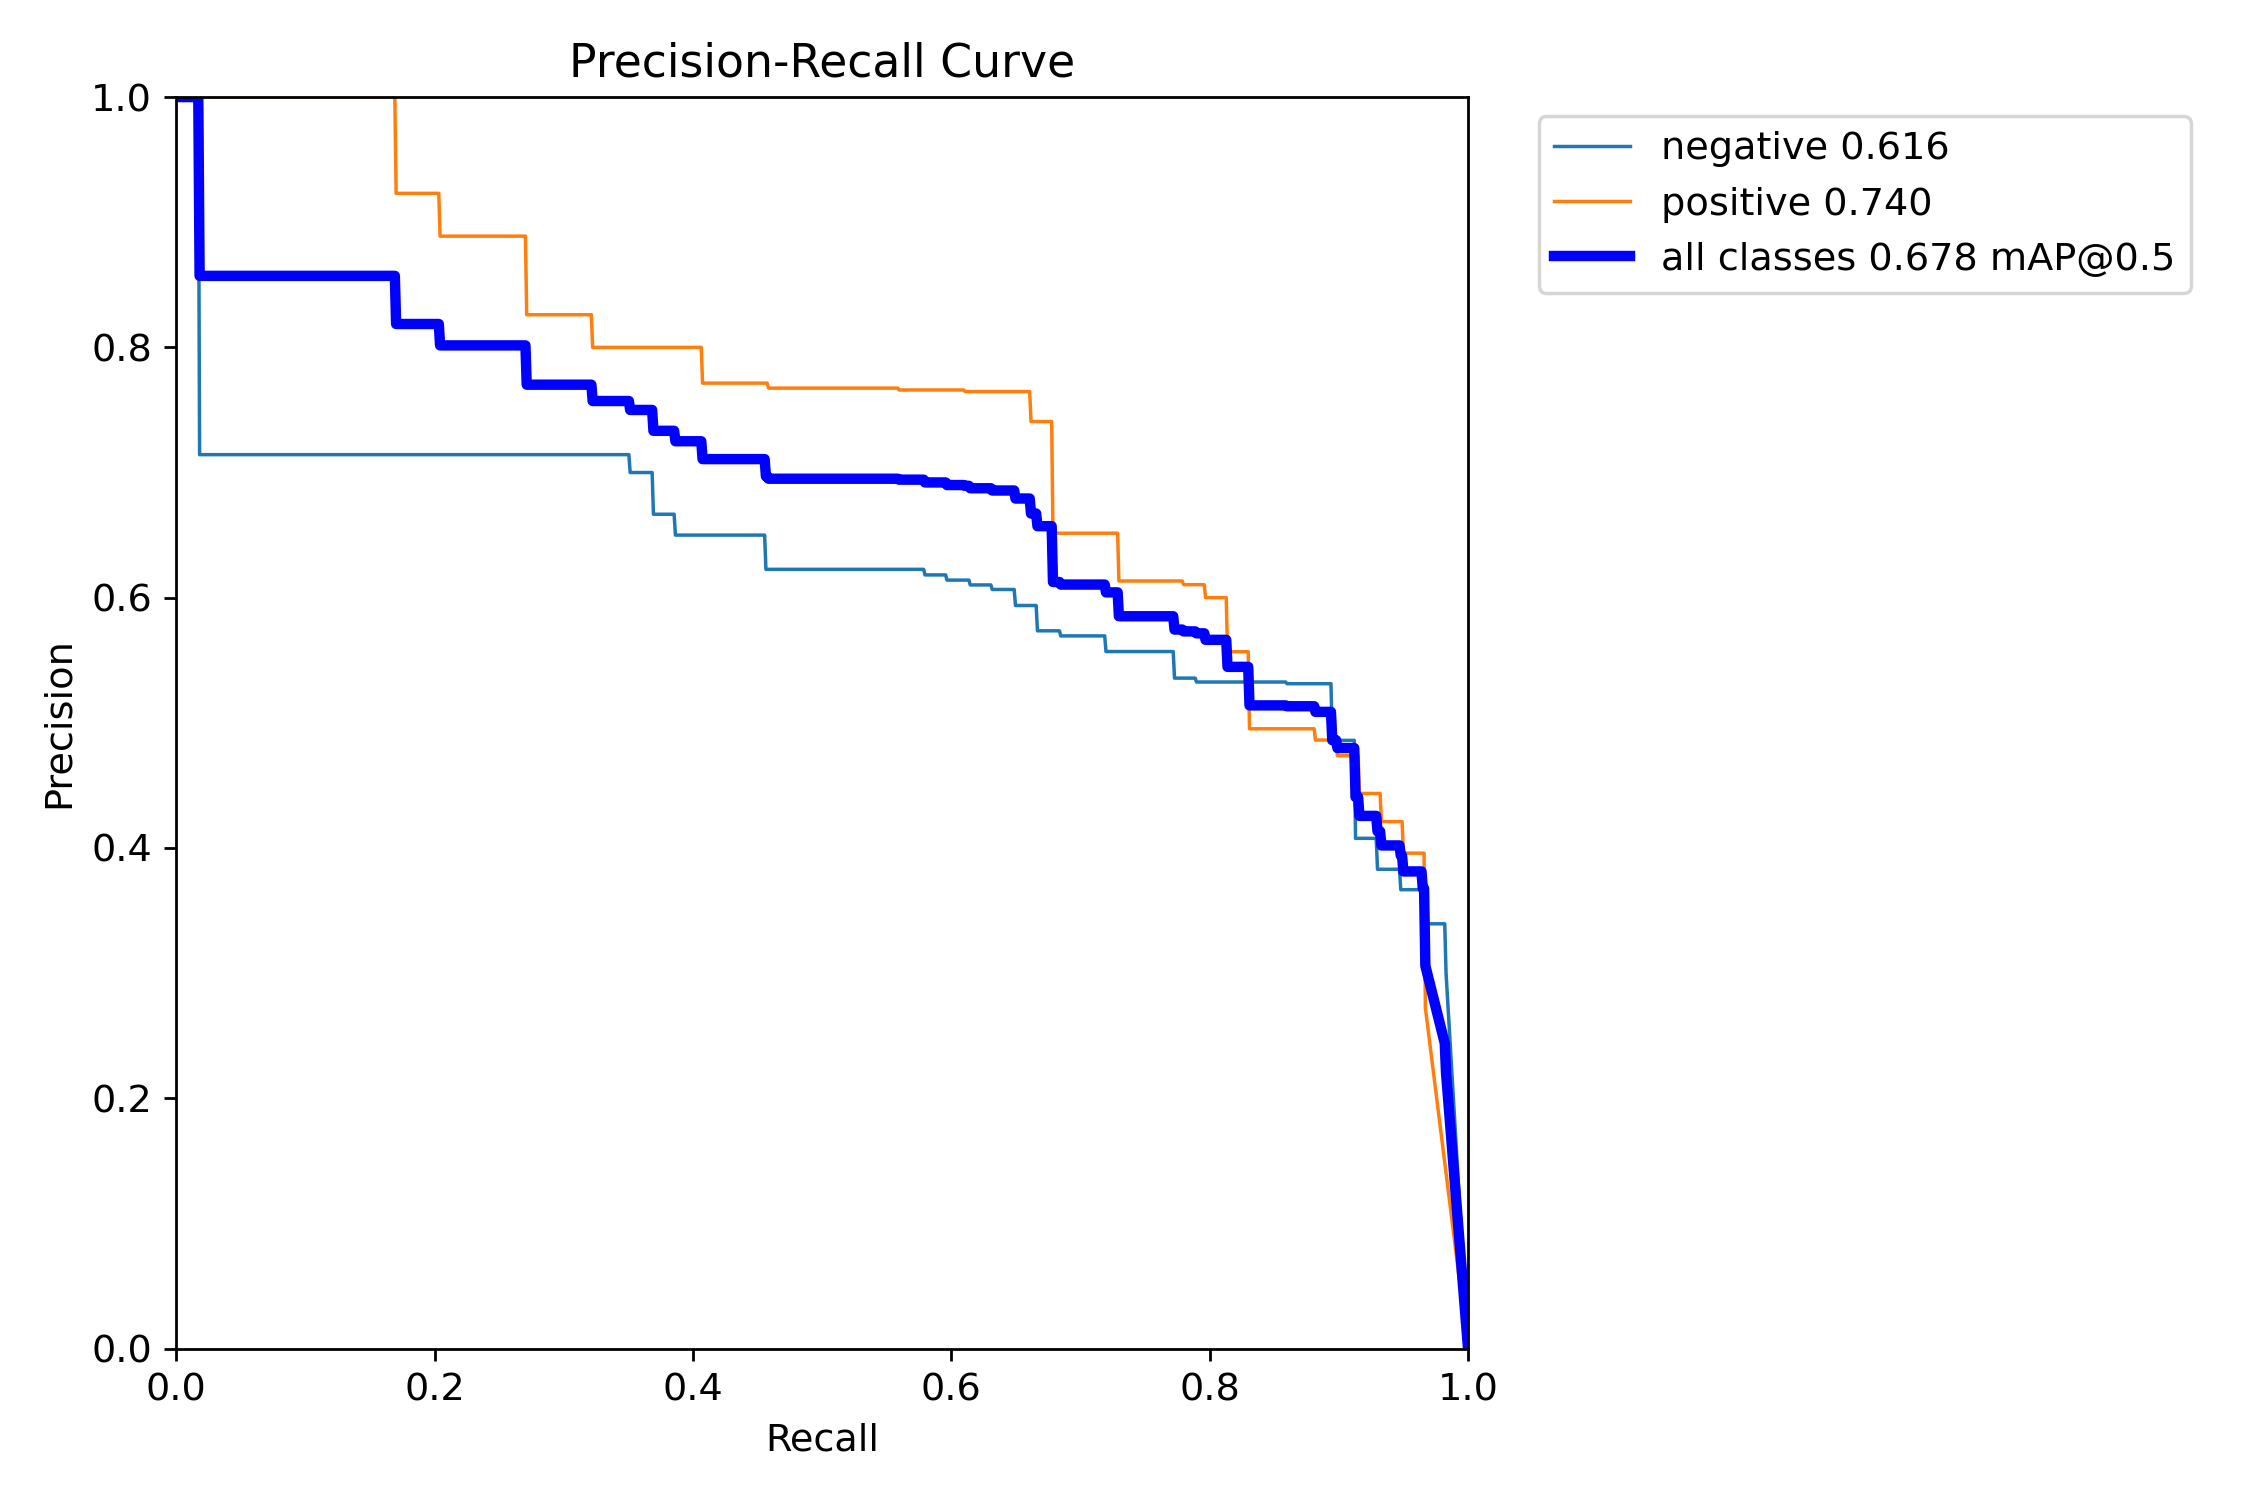 Precision-Recall Curve
1.0
0.8
0.6
0.4
0.2
0.0
Precision
0.0 0.2 0.4 0.6 0.8 1.0
Recall
negative 0.616
positive 0.740
all classes 0.678 mAP@0.5